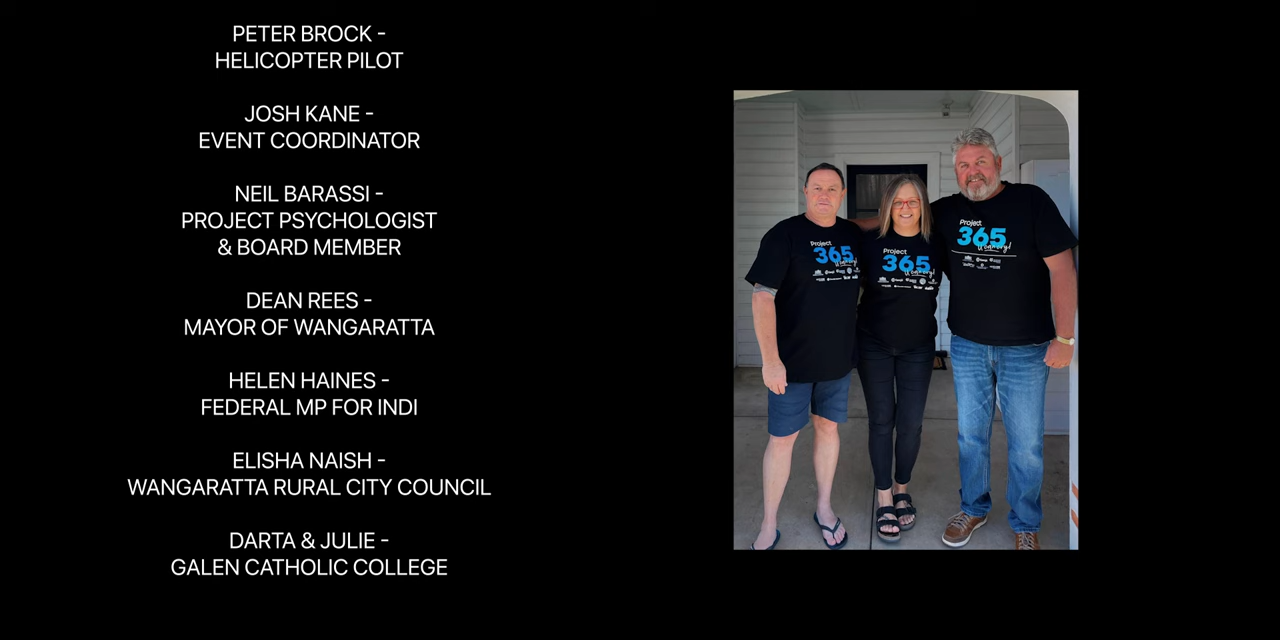 PETER BROCK -
HELICOPTER PILOT
JOSH KANE -
EVENT COORDINATOR
NEIL BARASSI -
PROJECT PSYCHOLOGIST
& BOARD MEMBER
DEAN REES -
MAYOR OF WANGARATTA
HELEN HAINES -
FEDERAL MP FOR INDI
ELISHA NAISH -
WANGARATTA RURAL CITY COUNCIL
DARTA & JULIE -
GALEN CATHOLIC COLLEGE
Project
365
Project
365
Project
365